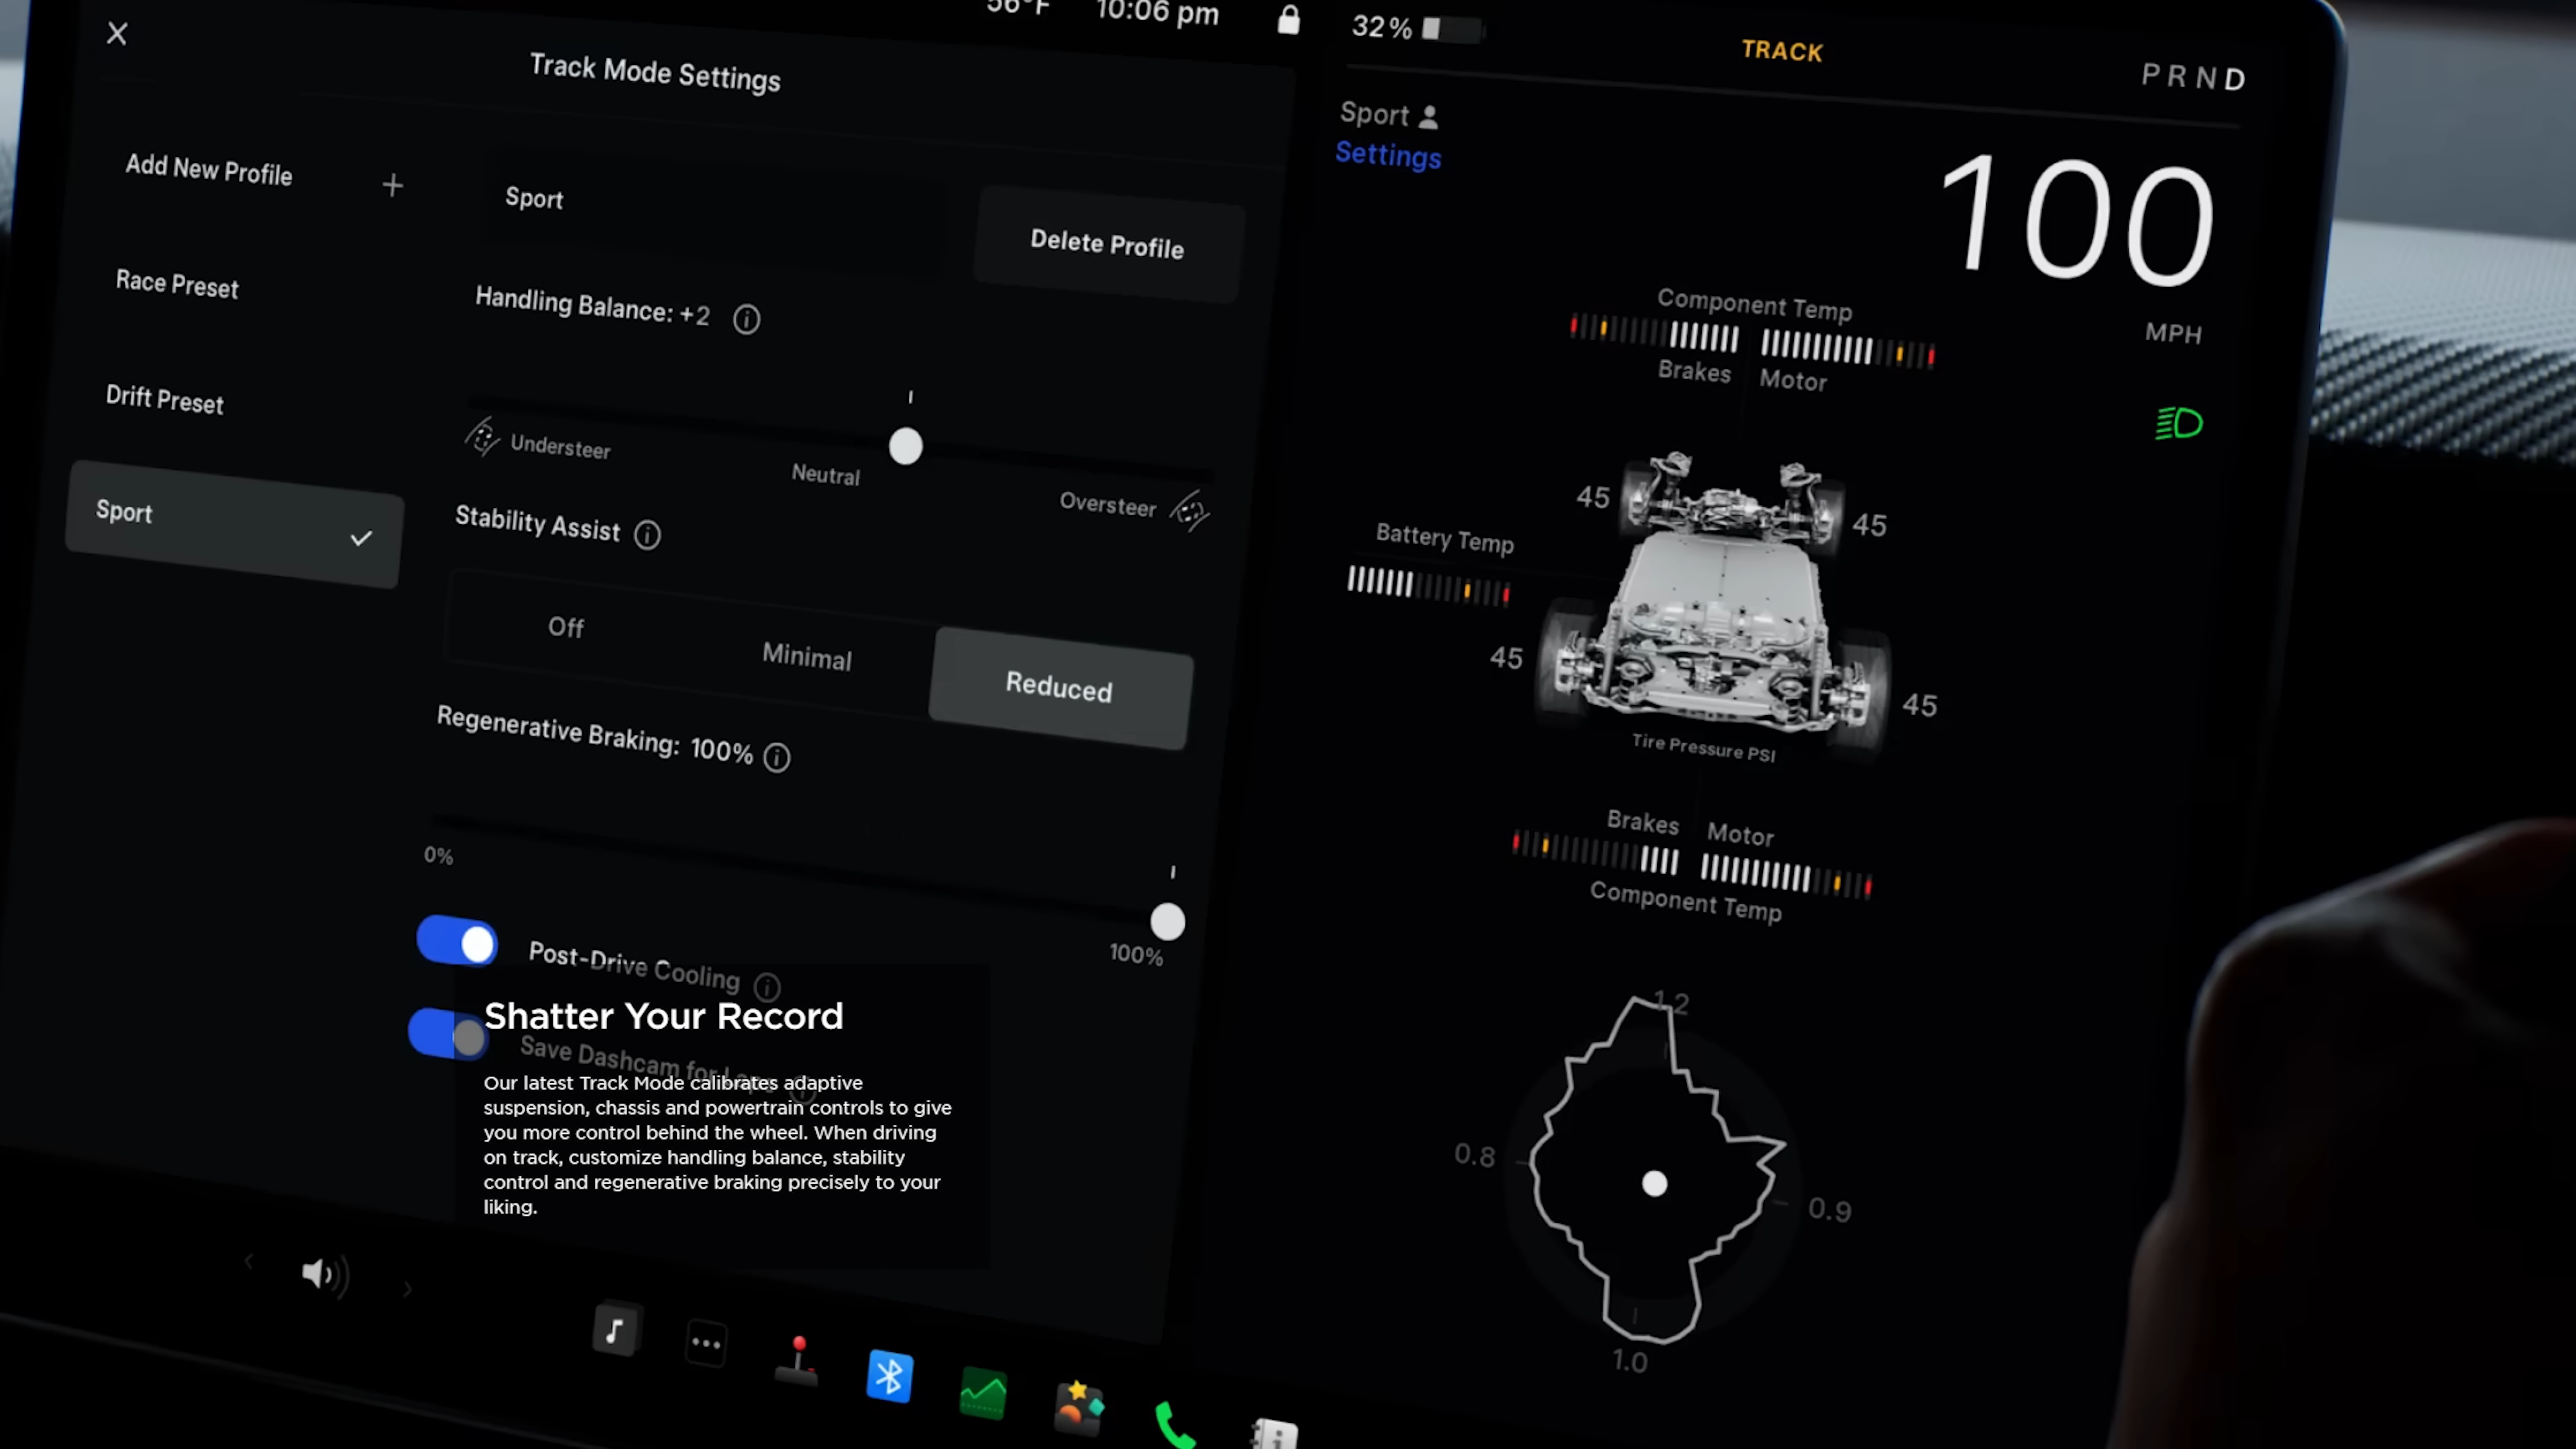 56°F 10:06 pm
32%
TRACK
PRND
Track Mode Settings
Add New Profile
Race Preset
Drift Preset
Sport
Sport
Delete Profile
Handling Balance: +2
Understeer
Neutral
Oversteer
Stability Assist
Off
Minimal
Reduced
Regenerative Braking: 100%
0%
100%
Post-Drive Cooling
Save Dashcam for Laps
Shatter Your Record
Our latest Track Mode calibrates adaptive
suspension, chassis and powertrain controls to give
you more control behind the wheel. When driving
on track, customize handling balance, stability
control and regenerative braking precisely to your
liking.
Sport
Settings
100
MPH
Component Temp
Brakes
Motor
45
45
Battery Temp
45
45
Tire Pressure PSI
Brakes
Motor
Component Temp
1.2
0.8
0.9
1.0